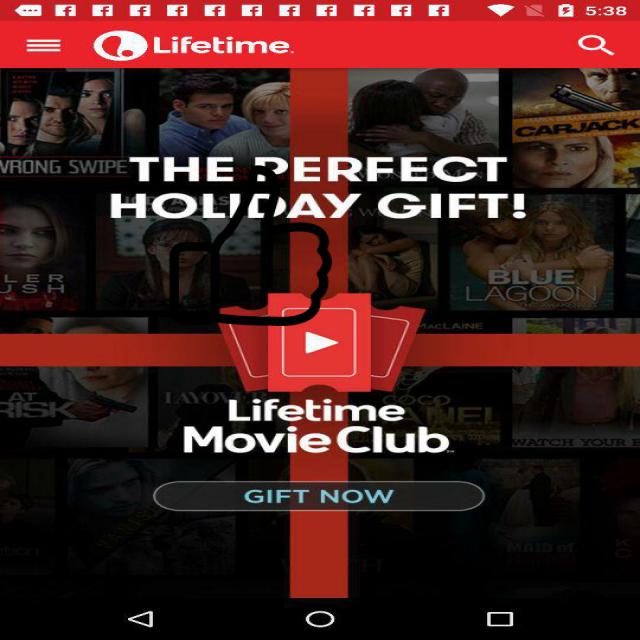 5:38
Lifetime
WRONG SWIPE
CARJACK
THE PERFECT
HOLIDAY GIFT!
BLUE
LAGOON
MACLAINE
AT
RISK
COCO
WATCH YOUR
Lifetime
Movie Club
GIFT NOW
MAID of